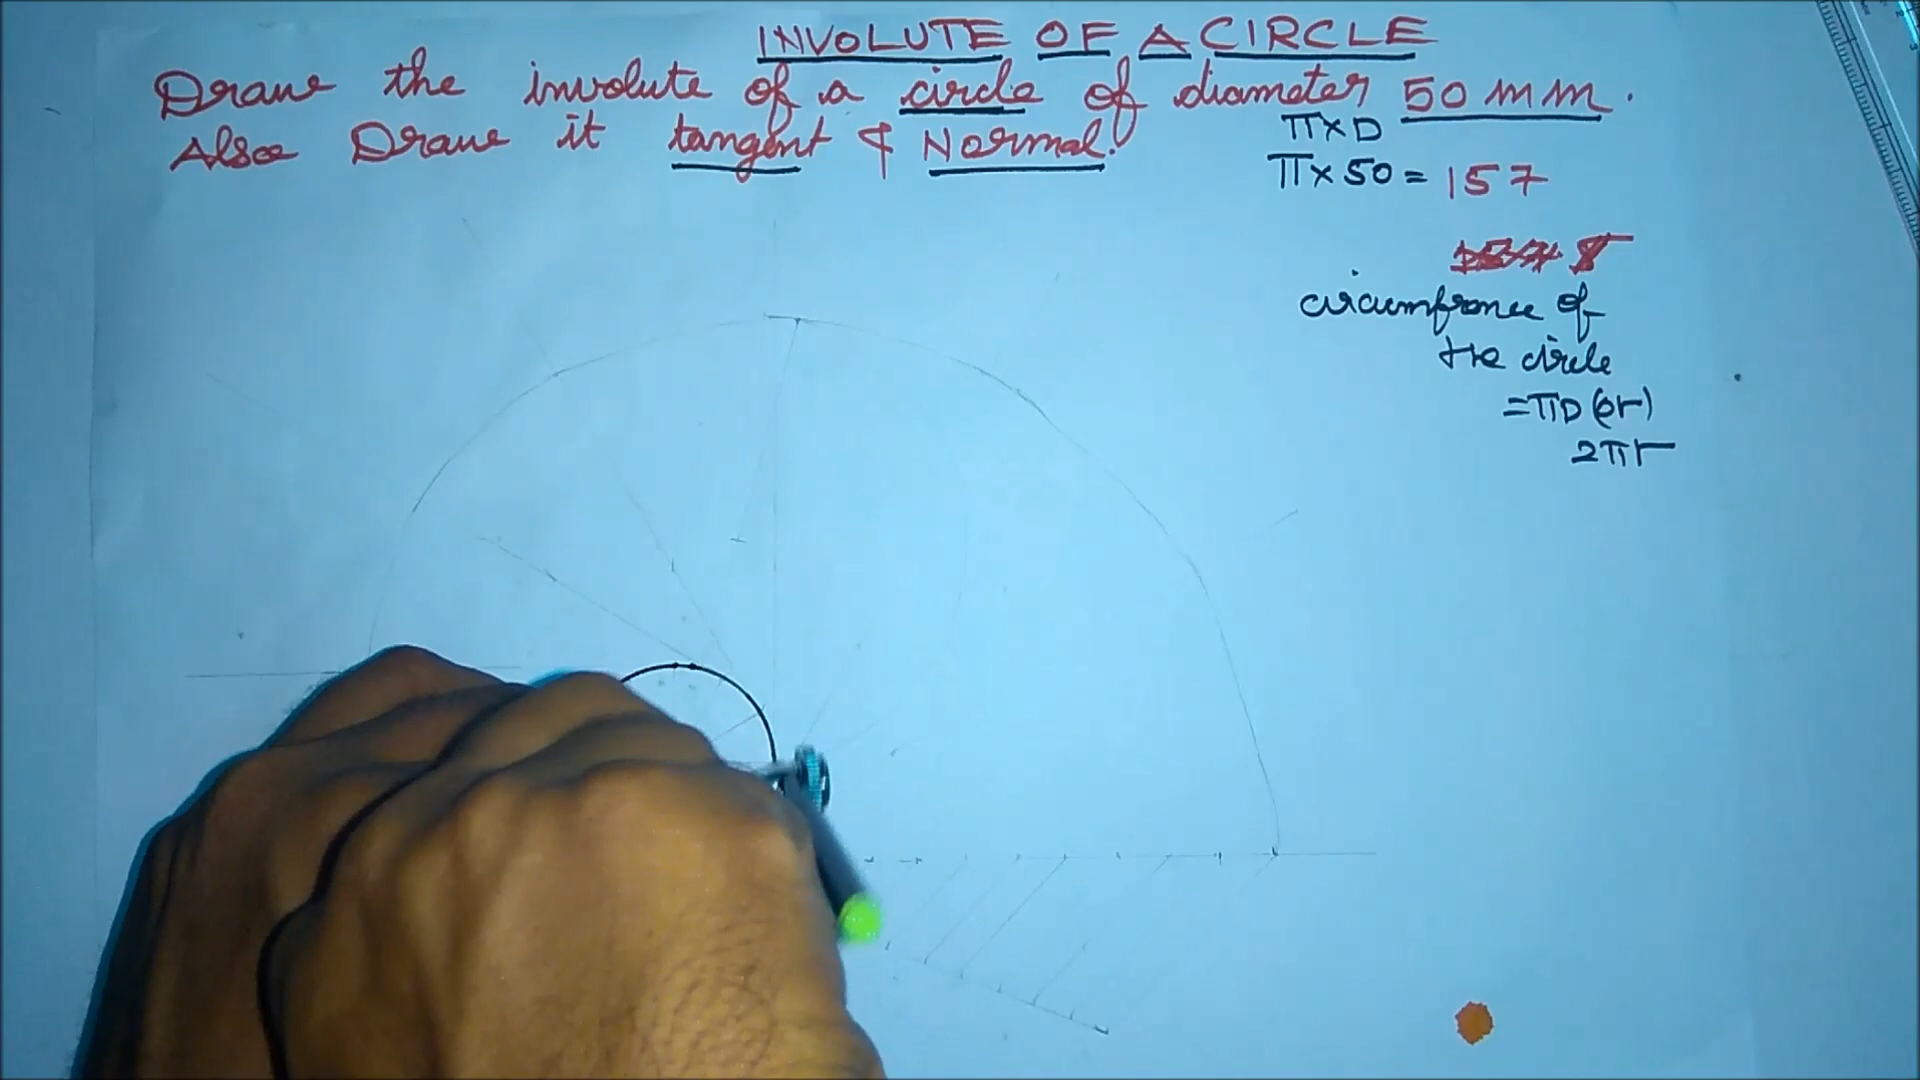 INVOLUTE OF A CIRCLE
Draw the involute of a circle of diameter 50 mm.
Also Draw it tangent & Normal.
π×D
π×50 = 157
circumfrance of
the circle
=πD (or)
2πr